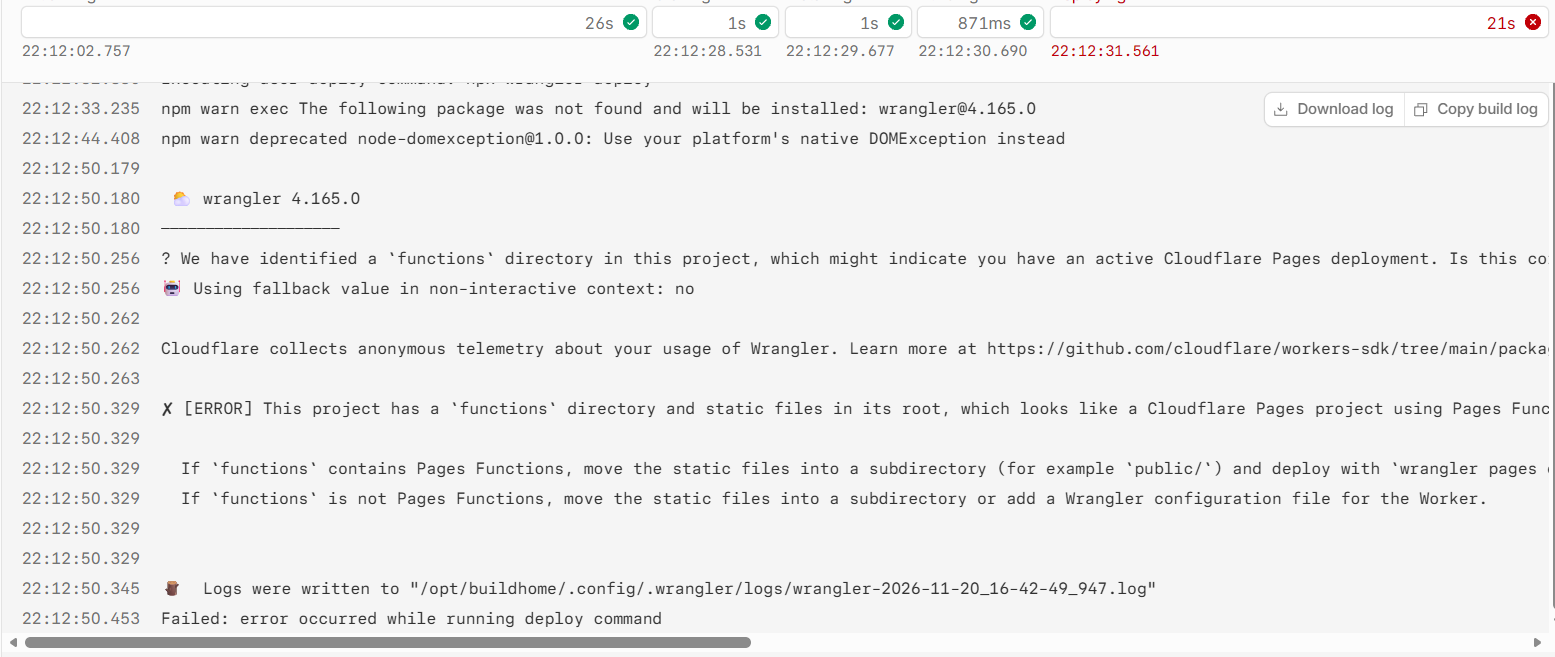 26s
1s
1s
871ms
21s
22:12:02.757
22:12:28.531
22:12:29.677
22:12:30.690
22:12:31.561
Download log
Copy build log
22:12:33.235 npm warn exec The following package was not found and will be installed: wrangler@4.165.0
22:12:44.408 npm warn deprecated node-domexception@1.0.0: Use your platform's native DOMException instead
22:12:50.179
22:12:50.180 ⛅ wrangler 4.165.0
22:12:50.180 ────────────────────
22:12:50.256 ? We have identified a `functions` directory in this project, which might indicate you have an active Cloudflare Pages deployment. Is this co
22:12:50.256 🤖 Using fallback value in non-interactive context: no
22:12:50.262
22:12:50.262 Cloudflare collects anonymous telemetry about your usage of Wrangler. Learn more at https://github.com/cloudflare/workers-sdk/tree/main/packa
22:12:50.263
22:12:50.329 ✘ [ERROR] This project has a `functions` directory and static files in its root, which looks like a Cloudflare Pages project using Pages Func
22:12:50.329
22:12:50.329 If `functions` contains Pages Functions, move the static files into a subdirectory (for example `public/`) and deploy with `wrangler pages
22:12:50.329 If `functions` is not Pages Functions, move the static files into a subdirectory or add a Wrangler configuration file for the Worker.
22:12:50.329
22:12:50.329
22:12:50.345 🪵 Logs were written to "/opt/buildhome/.config/.wrangler/logs/wrangler-2026-11-20_16-42-49_947.log"
22:12:50.453 Failed: error occurred while running deploy command